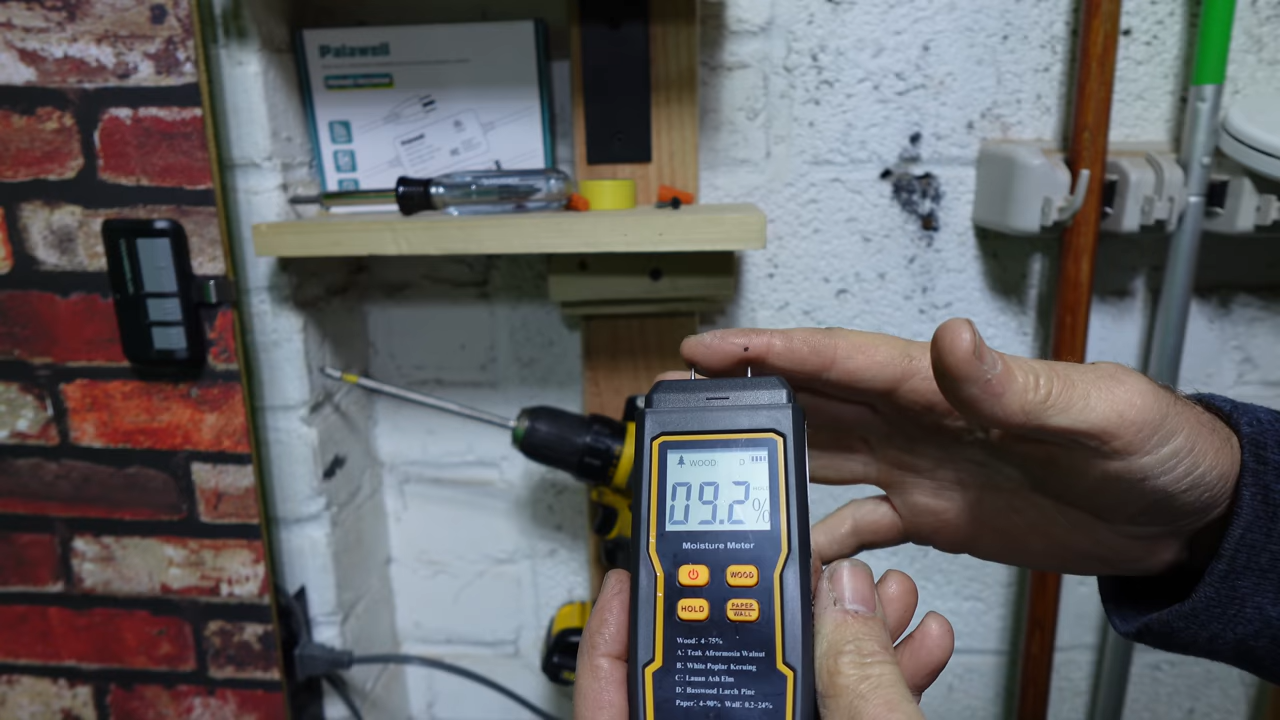 Palawell
WOOD D
09.2%
Moisture Meter
WOOD
HOLD
PAPER
WALL
Wood: 4-75%
A: Teak Afrormosia Walnut
B: White Poplar Keruing
C: Lauan Ash Elm
D: Basswood Larch Pine
Paper: 4-90% Wall: 0.2-24%